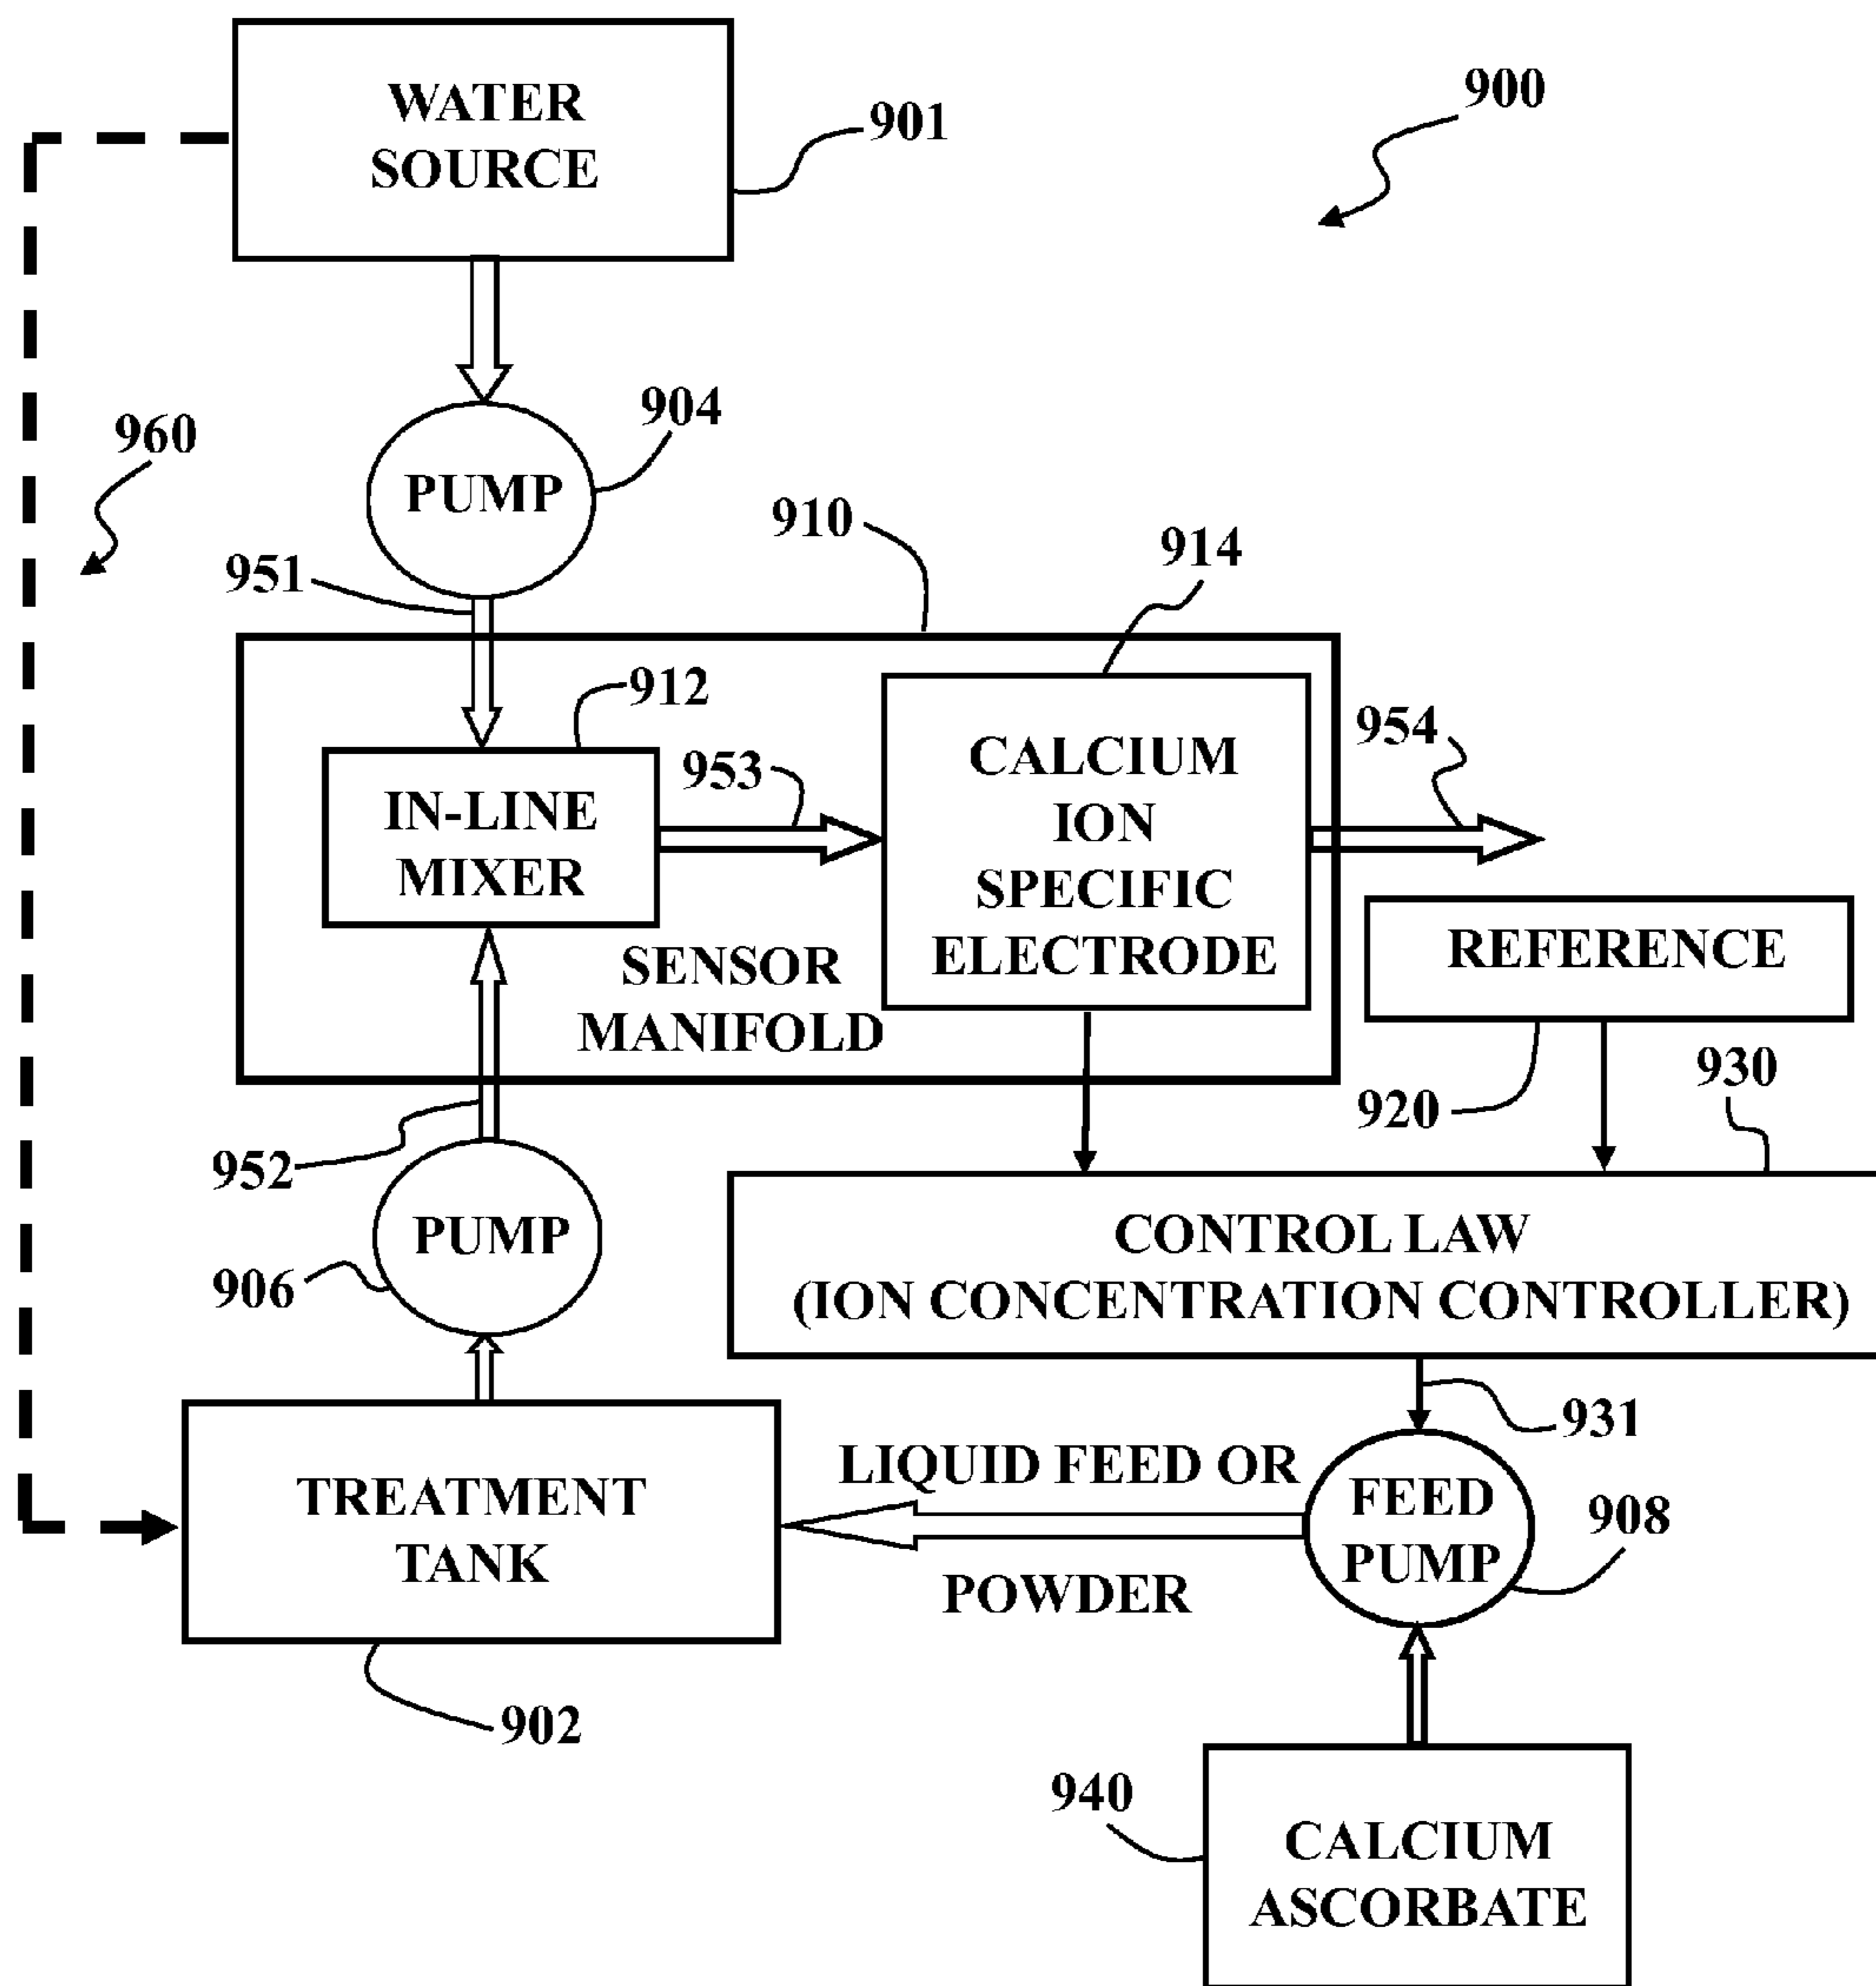 WATER
SOURCE
901
900
904
PUMP
960
951
910
914
912
IN-LINE
MIXER
953
CALCIUM
ION
SPECIFIC
ELECTRODE
954
SENSOR
MANIFOLD
REFERENCE
920
930
952
PUMP
906
CONTROL LAW
(ION CONCENTRATION CONTROLLER)
931
TREATMENT
TANK
902
LIQUID FEED OR
POWDER
FEED
PUMP
908
940
CALCIUM
ASCORBATE